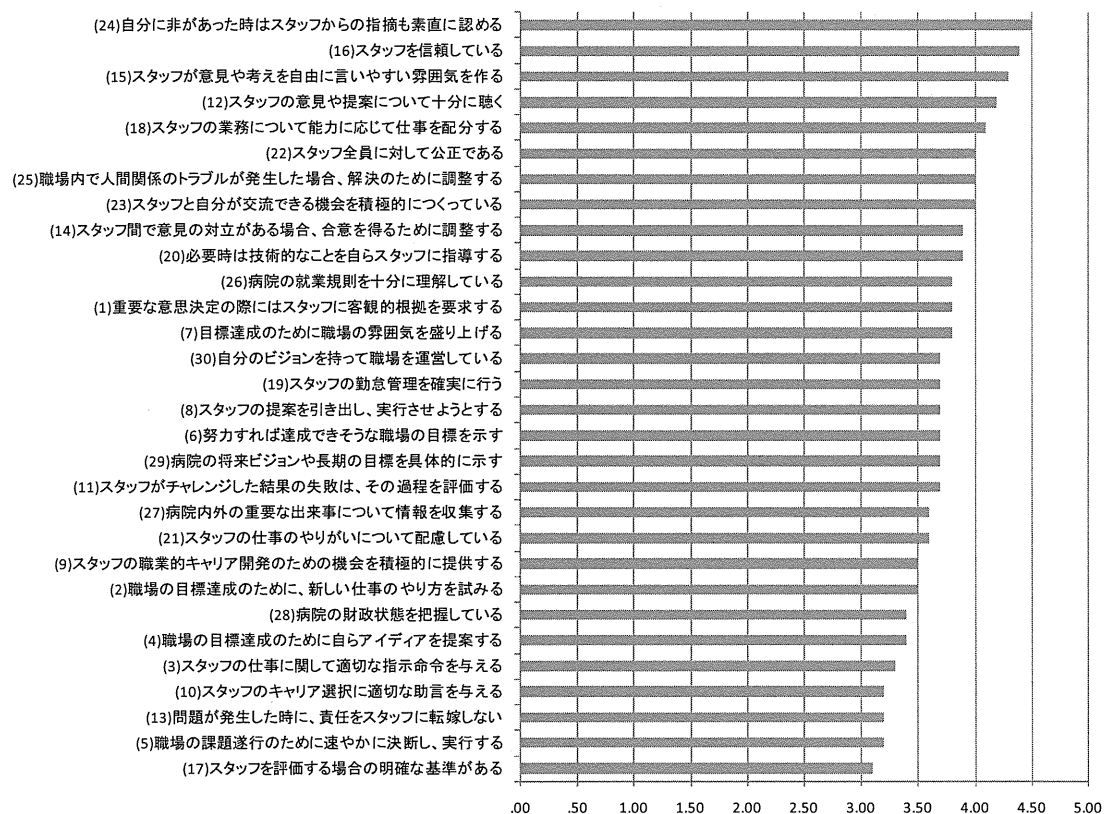 (24)自分に非があった時はスタッフからの指摘も素直に認める
(16)スタッフを信頼している
(15)スタッフが意見や考えを自由に言いやすい雰囲気を作る
(12)スタッフの意見や提案について十分に聴く
(18)スタッフの業務について能力に応じて仕事を配分する
(22)スタッフ全員に対して公正である
(25)職場内で人間関係のトラブルが発生した場合、解決のために調整する
(23)スタッフと自分が交流できる機会を積極的につくっている
(14)スタッフ間で意見の対立がある場合、合意を得るために調整する
(20)必要時は技術的なことを自らスタッフに指導する
(26)病院の就業規則を十分に理解している
(1)重要な意思決定の際にはスタッフに客観的根拠を要求する
(7)目標達成のために職場の雰囲気を盛り上げる
(30)自分のビジョンを持って職場を運営している
(19)スタッフの勤怠管理を確実に行う
(8)スタッフの提案を引き出し、実行させようとする
(6)努力すれば達成できそうな職場の目標を示す
(29)病院の将来ビジョンや長期の目標を具体的に示す
(11)スタッフがチャレンジした結果の失敗は、その過程を評価する
(27)病院内外の重要な出来事について情報を収集する
(21)スタッフの仕事のやりがいについて配慮している
(9)スタッフの職業的キャリア開発のための機会を積極的に提供する
(2)職場の目標達成のために、新しい仕事のやり方を試みる
(28)病院の財政状態を把握している
(4)職場の目標達成のために自らアイディアを提案する
(3)スタッフの仕事に関して適切な指示命令を与える
(10)スタッフのキャリア選択に適切な助言を与える
(13)問題が発生した時に、責任をスタッフに転嫁しない
(5)職場の課題遂行のために速やかに決断し、実行する
(17)スタッフを評価する場合の明確な基準がある
.00 .50 1.00 1.50 2.00 2.50 3.00 3.50 4.00 4.50 5.00